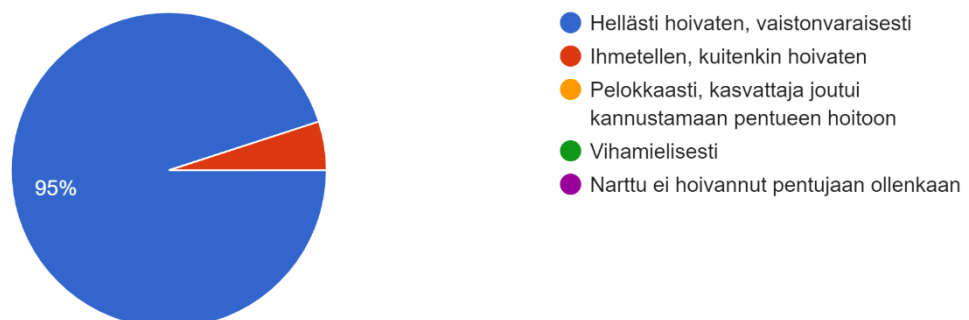 Hellästi hoivaten, vaistonvaraisesti
Ihmetellen, kuitenkin hoivaten
Pelokkaasti, kasvattaja joutui
kannustamaan pentueen hoitoon
Vihamielisesti
Narttu ei hoivannut pentujaan ollenkaan
95%